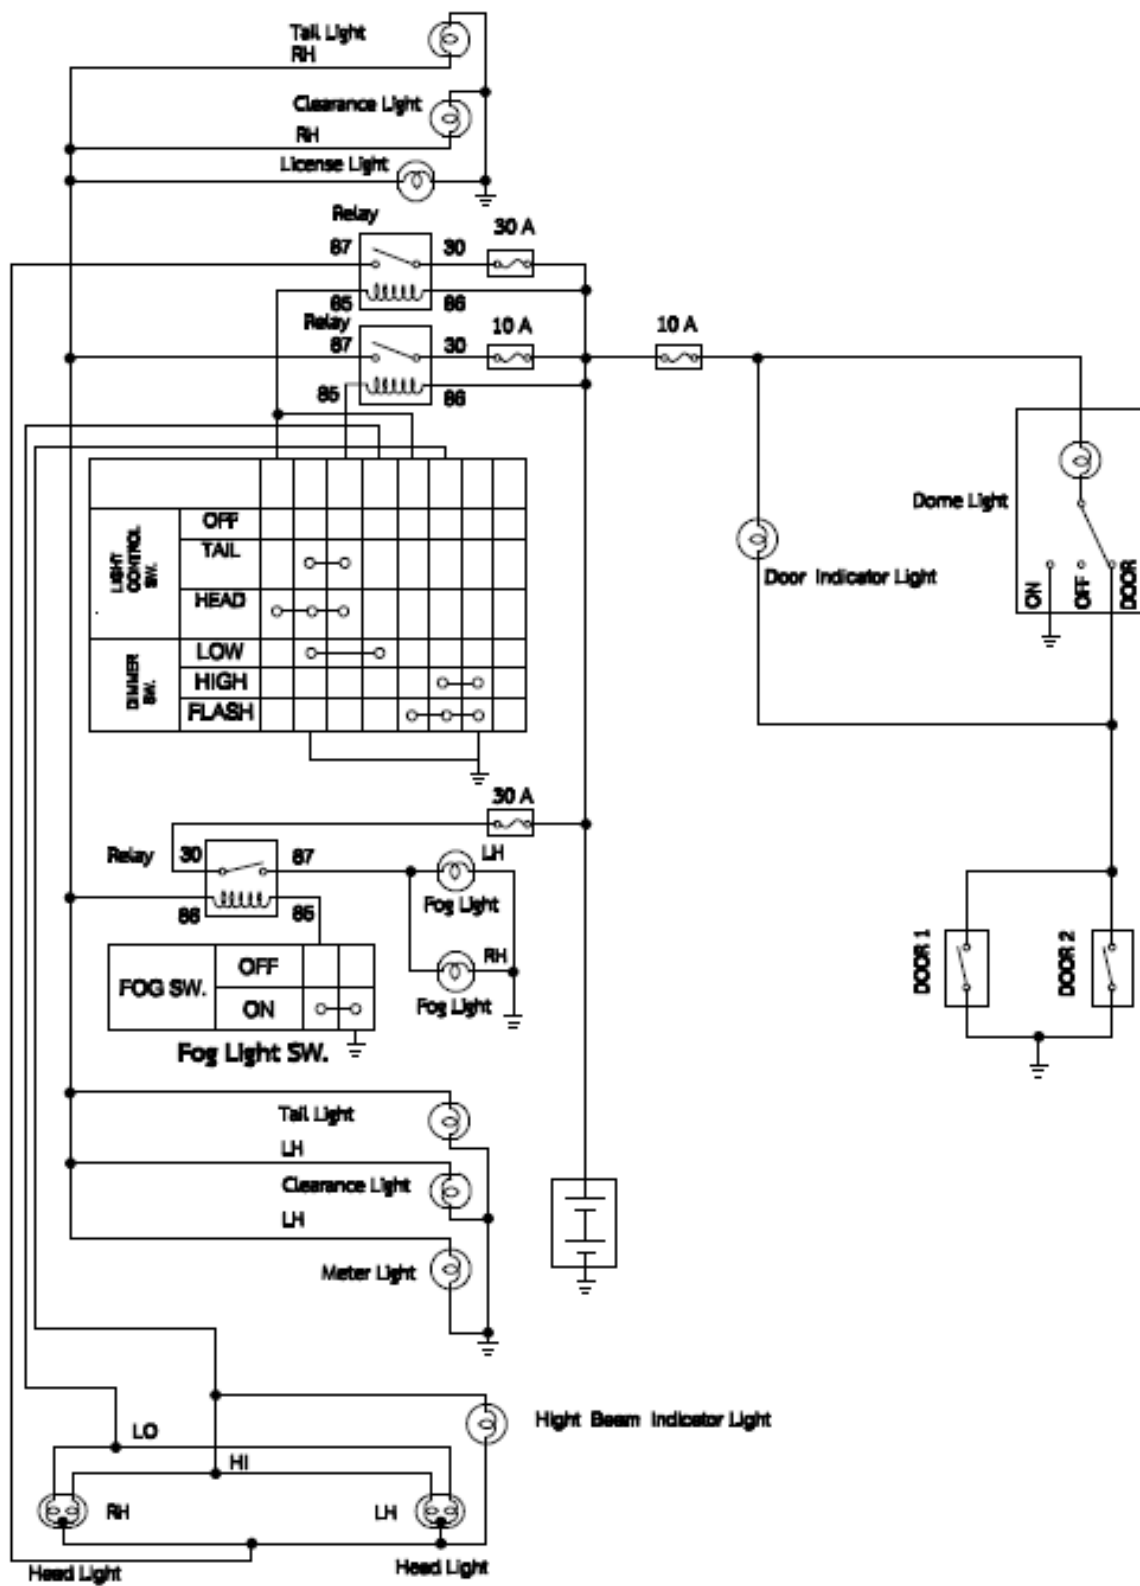 Tail Light
RH
Clearance Light
RH
License Light
Relay
30 A
87
30
85
86
Relay
10 A
10 A
87
30
85
86
Dome Light
ON
OFF
DOOR
Door Indicator Light
LIGHT CONTROL SW.
OFF
TAIL
HEAD
DIMMER SW.
LOW
HIGH
FLASH
30 A
Relay
30
87
LH
86
85
Fog Light
RH
Fog Light
FOG SW.
OFF
ON
Fog Light SW.
DOOR 1
DOOR 2
Tail Light
LH
Clearance Light
LH
Meter Light
Hight Beam Indicator Light
LO
HI
RH
LH
Head Light
Head Light